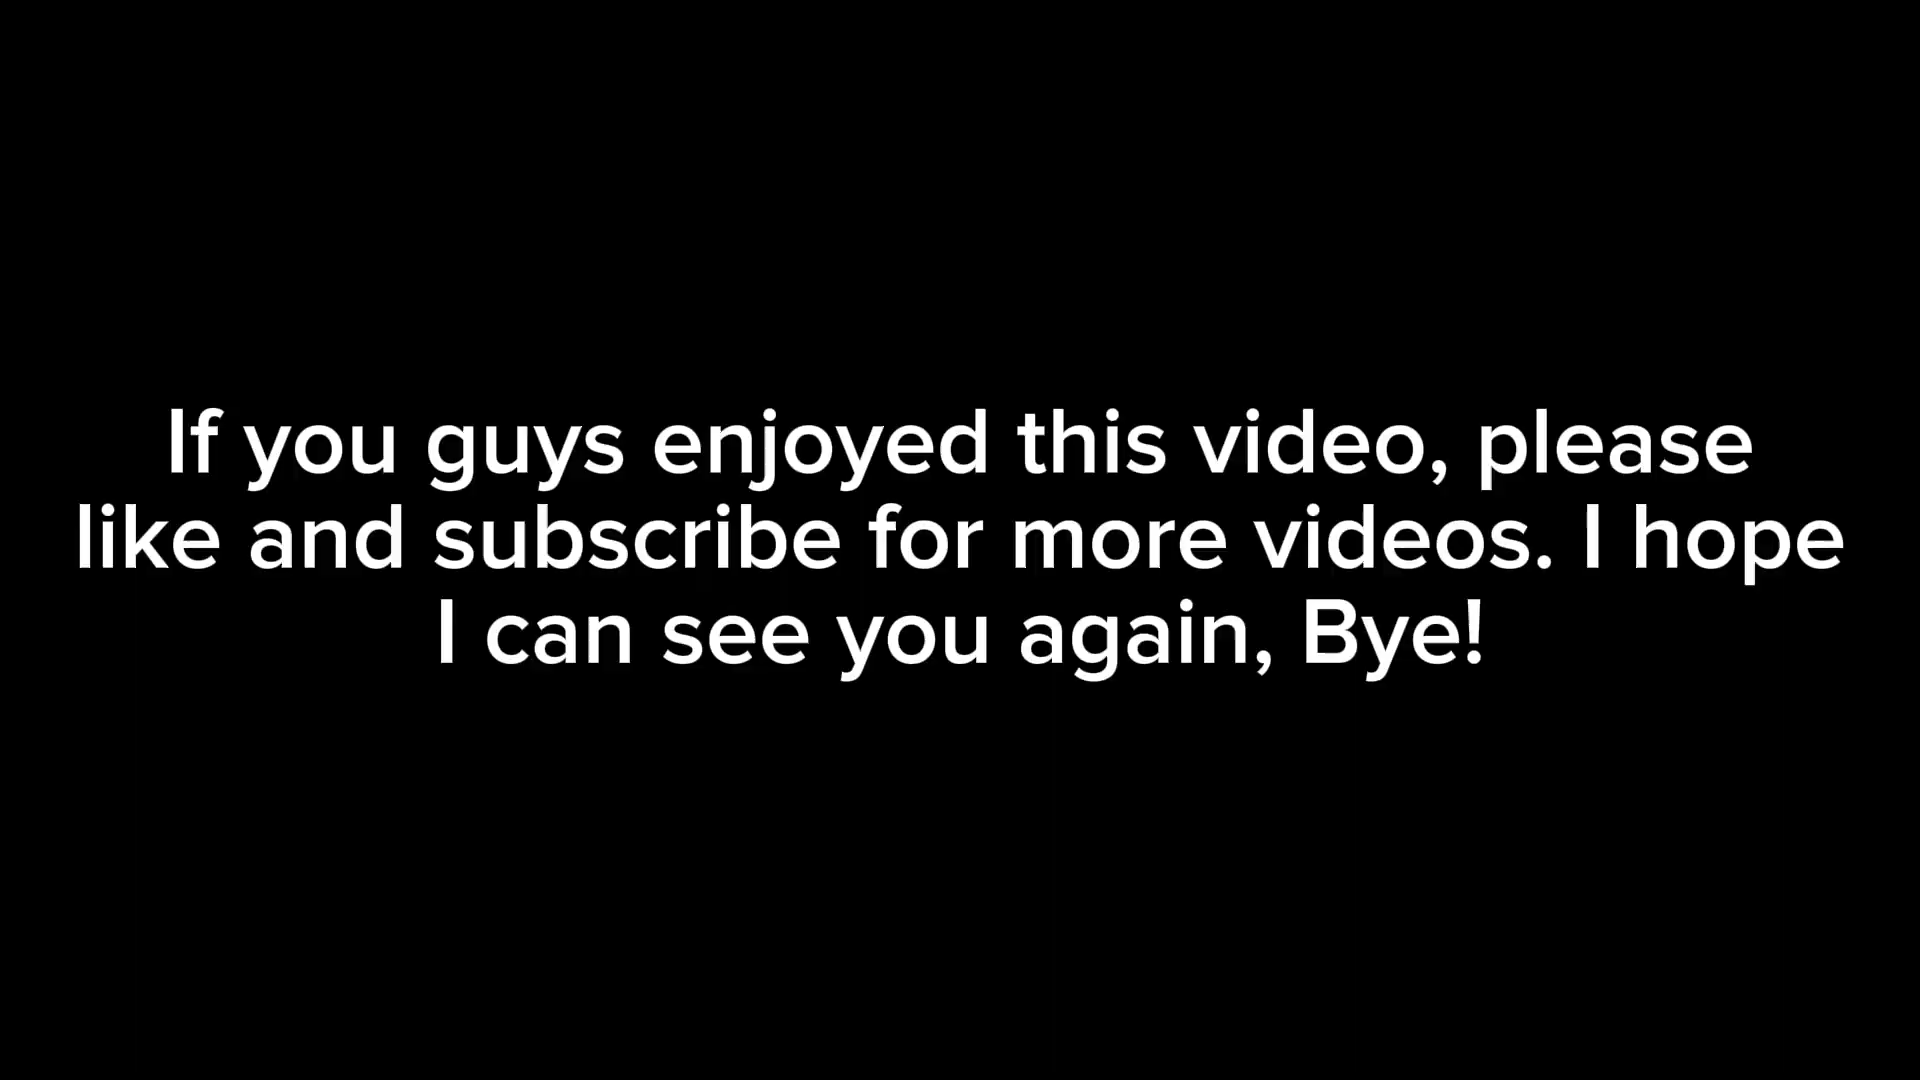 If you guys enjoyed this video, please
like and subscribe for more videos. I hope
I can see you again, Bye!